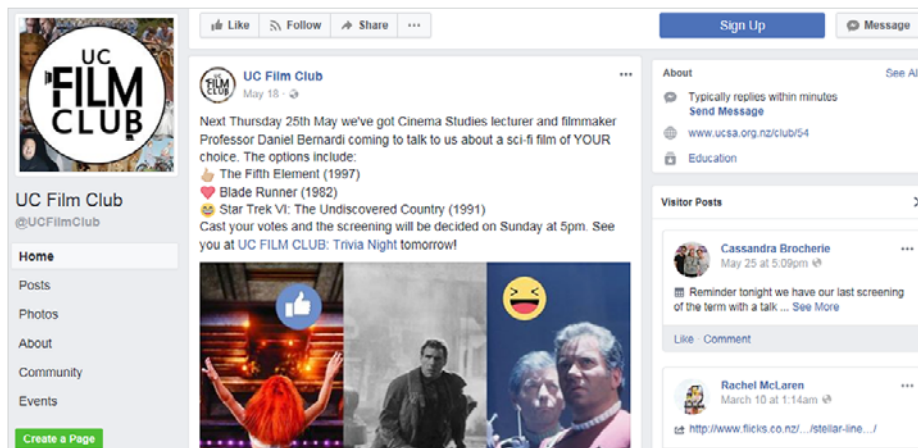 UC
FILM
CLUB
UC Film Club
@UCFilmClub
Home
Posts
Photos
About
Community
Events
Create a Page
Like
Follow
Share
Sign Up
Message
UC
FILM
CLUB
UC Film Club
May 18 ·
Next Thursday 25th May we've got Cinema Studies lecturer and filmmaker
Professor Daniel Bernardi coming to talk to us about a sci-fi film of YOUR
choice. The options include:
The Fifth Element (1997)
Blade Runner (1982)
Star Trek VI: The Undiscovered Country (1991)
Cast your votes and the screening will be decided on Sunday at 5pm. See
you at UC FILM CLUB: Trivia Night tomorrow!
About
See Al
Typically replies within minutes
Send Message
www.ucsa.org.nz/club/54
Education
Visitor Posts
Cassandra Brocherie
May 25 at 5:09pm
Reminder tonight we have our last screening
of the term with a talk ... See More
Like · Comment
Rachel McLaren
March 10 at 1:14am
http://www.flicks.co.nz/.../stellar-line.../